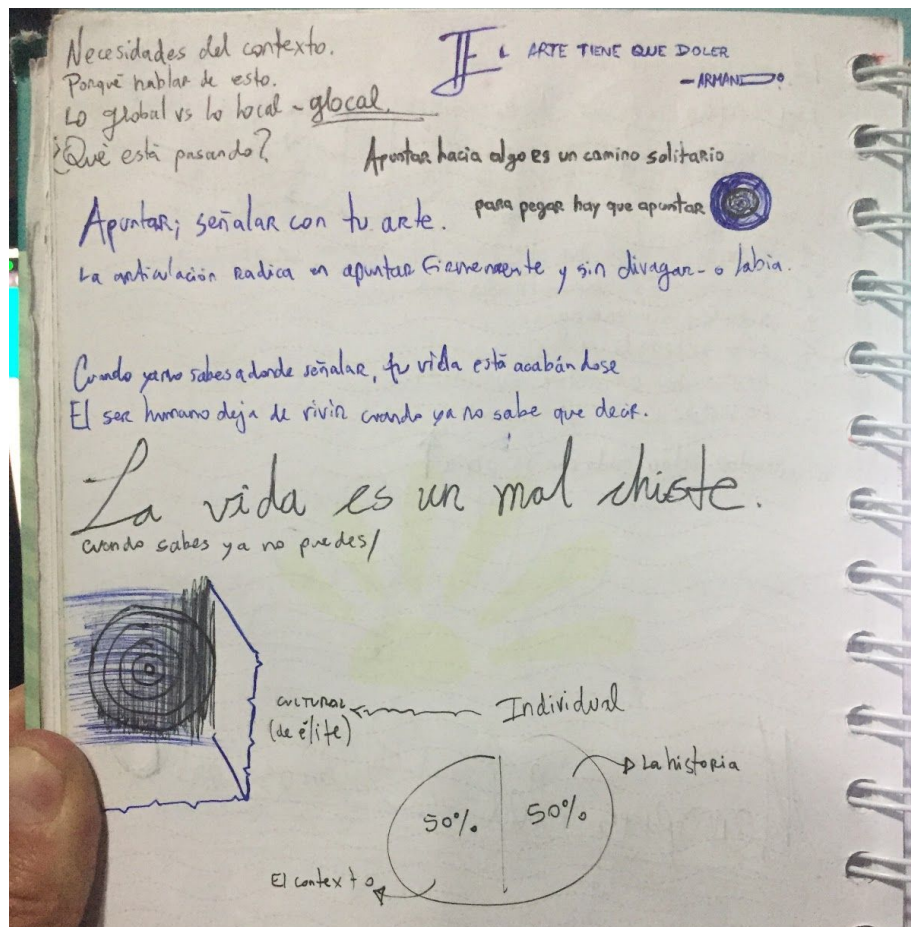 Necesidades del contexto.
Porqué hablar de esto.
Lo global vs lo local - glocal.
¿Qué está pasando?
EL ARTE TIENE QUE DOLER
- ARMANDO.
Apuntar hacia algo es un camino solitario
para pegar hay que apuntar
Apuntar; señalar con tu arte.
La articulación radica en apuntar firmemente y sin divagar - o labia.
Cuando ya no sabes a donde señalar, tu vida está acabándose
El ser humano deja de vivir cuando ya no sabe que decir.
La vida es un mal chiste.
cuando sabes ya no puedes/
CULTURAL
(de élite)
Individual
La historia
50%
50%
El contexto